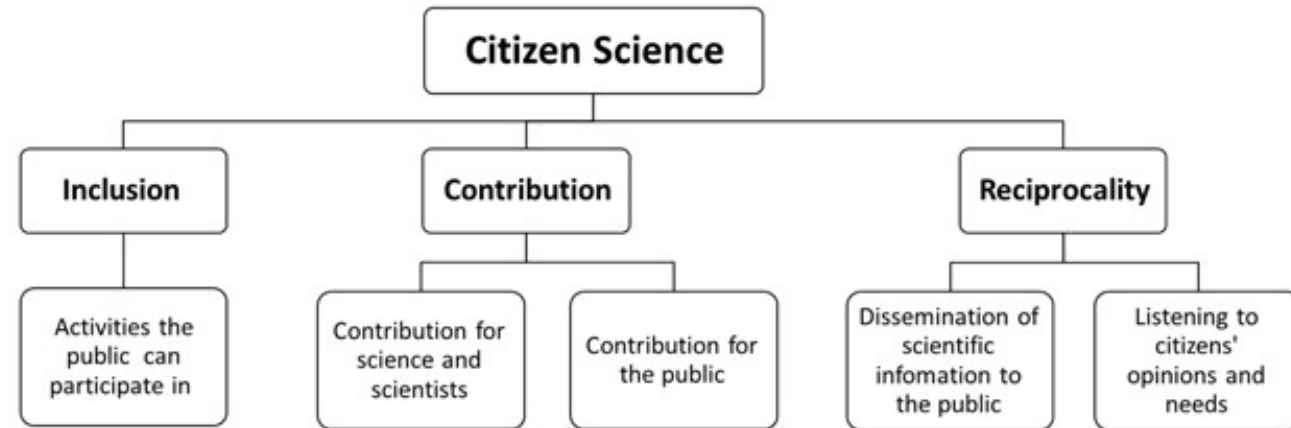 Citizen Science
Inclusion
Contribution
Reciprocality
Activities the
public can
participate in
Contribution for
science and
scientists
Contribution for
the public
Dissemination of
scientific
infomation to
the public
Listening to
citizens'
opinions and
needs